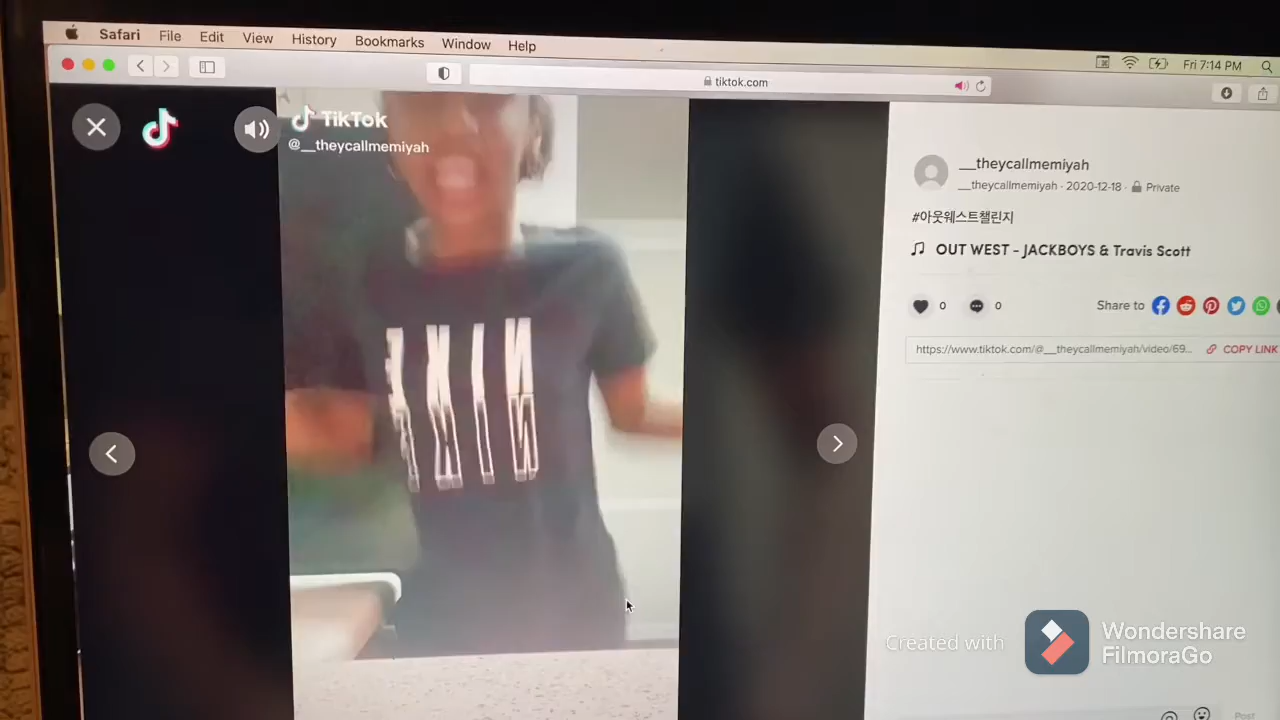 Safari File Edit View History Bookmarks Window Help
Fri 7:14 PM
tiktok.com
TikTok
@__theycallmemiyah
__theycallmemiyah
__theycallmemiyah · 2020-12-18 · Private
#아웃웨스트챌린지
OUT WEST - JACKBOYS & Travis Scott
0 0 Share to
https://www.tiktok.com/@__theycallmemiyah/video/69... COPY LINK
Created with Wondershare
FilmoraGo
Post